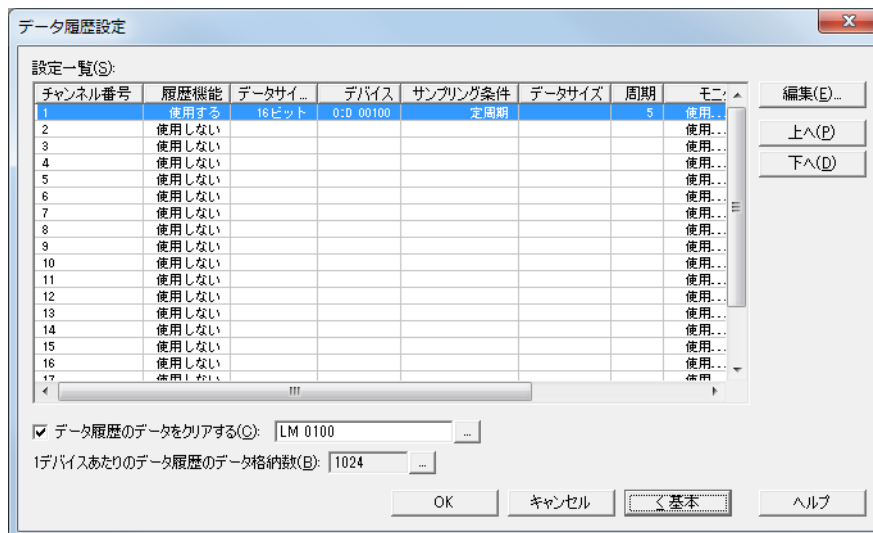 データ履歴設定
設定一覧(S):
編集(E)...
上へ(P)
下へ(D)
チャンネル番号 履歴機能 データサイ... デバイス サンプリング条件 データサイズ 周期 モニ
1 使用する 16ビット 0:D 00100 定周期 5 使用...
2 使用しない 使用...
3 使用しない 使用...
4 使用しない 使用...
5 使用しない 使用...
6 使用しない 使用...
7 使用しない 使用...
8 使用しない 使用...
9 使用しない 使用...
10 使用しない 使用...
11 使用しない 使用...
12 使用しない 使用...
13 使用しない 使用...
14 使用しない 使用...
15 使用しない 使用...
16 使用しない 使用...
17 使用しない 使用
データ履歴のデータをクリアする(C): LM 0100 ...
1デバイスあたりのデータ履歴のデータ格納数(B): 1024 ...
OK キャンセル <基本 ヘルプ